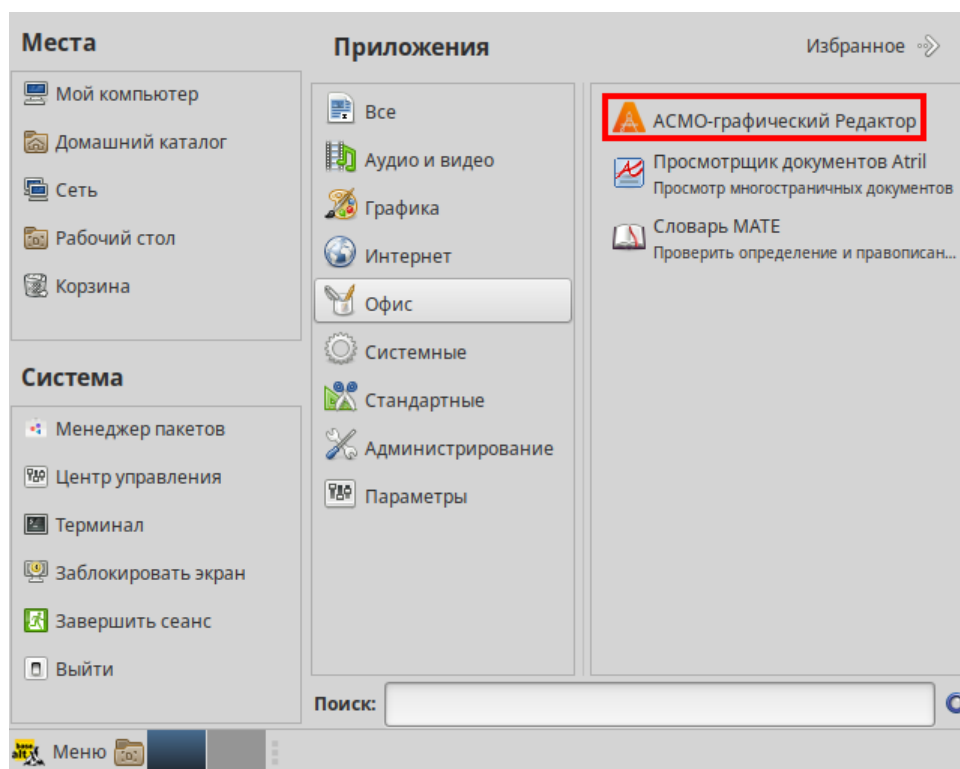 Места
Мой компьютер
Домашний каталог
Сеть
Рабочий стол
Корзина
Система
Менеджер пакетов
Центр управления
Терминал
Заблокировать экран
Завершить сеанс
Выйти
Приложения
Избранное
Все
Аудио и видео
Графика
Интернет
Офис
Системные
Стандартные
Администрирование
Параметры
АСМО-графический Редактор
Просмотрщик документов Atril
Просмотр многостраничных документов
Словарь MATE
Проверить определение и правописан...
Поиск:
Меню